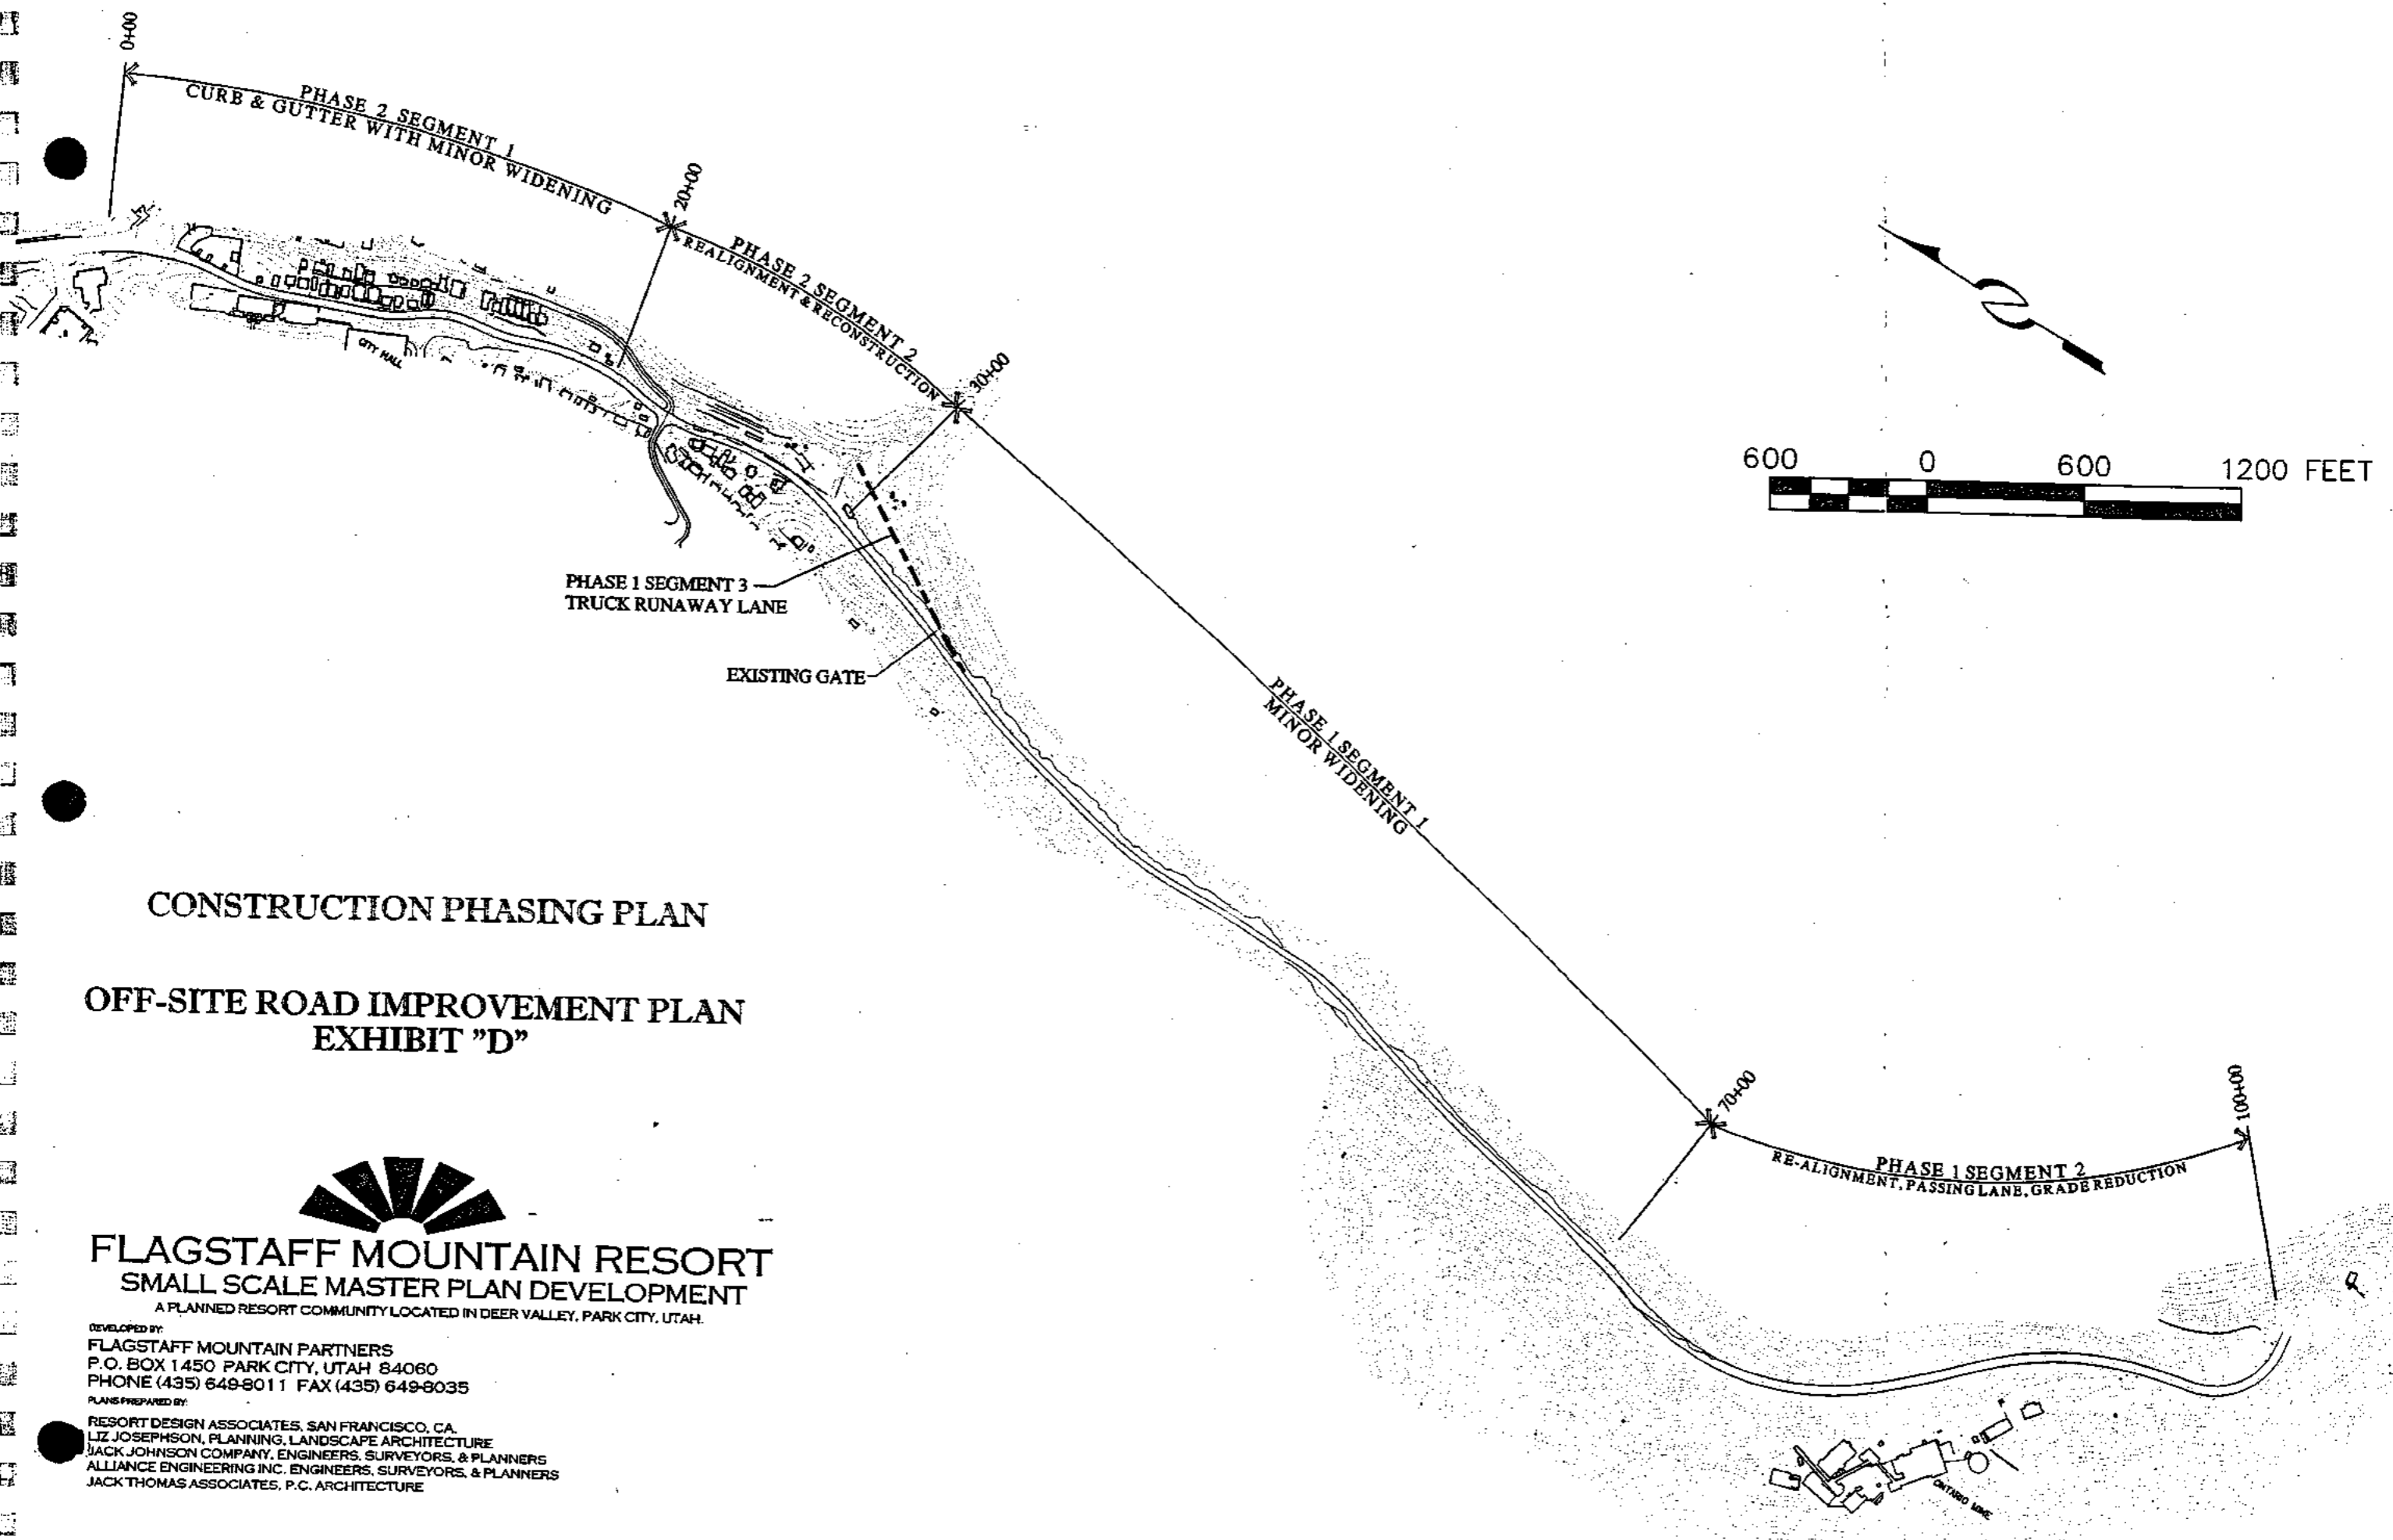 0+00
PHASE 2 SEGMENT 1
CURB & GUTTER WITH MINOR WIDENING
20+00
PHASE 2 SEGMENT 2
REALIGNMENT & RECONSTRUCTION
30+00
CITY HALL
600 0 600 1200 FEET
PHASE 1 SEGMENT 3
TRUCK RUNAWAY LANE
EXISTING GATE
PHASE 1 SEGMENT 1
MINOR WIDENING
70+00
100+00
PHASE 1 SEGMENT 2
RE-ALIGNMENT, PASSING LANE, GRADE REDUCTION
ONTARIO MINE
CONSTRUCTION PHASING PLAN
OFF-SITE ROAD IMPROVEMENT PLAN
EXHIBIT "D"
FLAGSTAFF MOUNTAIN RESORT
SMALL SCALE MASTER PLAN DEVELOPMENT
A PLANNED RESORT COMMUNITY LOCATED IN DEER VALLEY, PARK CITY, UTAH.
DEVELOPED BY:
FLAGSTAFF MOUNTAIN PARTNERS
P.O. BOX 1450 PARK CITY, UTAH 84060
PHONE (435) 649-8011 FAX (435) 649-8035
PLANS PREPARED BY:
RESORT DESIGN ASSOCIATES, SAN FRANCISCO, CA.
LIZ JOSEPHSON, PLANNING, LANDSCAPE ARCHITECTURE
JACK JOHNSON COMPANY, ENGINEERS, SURVEYORS, & PLANNERS
ALLIANCE ENGINEERING INC. ENGINEERS, SURVEYORS, & PLANNERS
JACK THOMAS ASSOCIATES, P.C. ARCHITECTURE